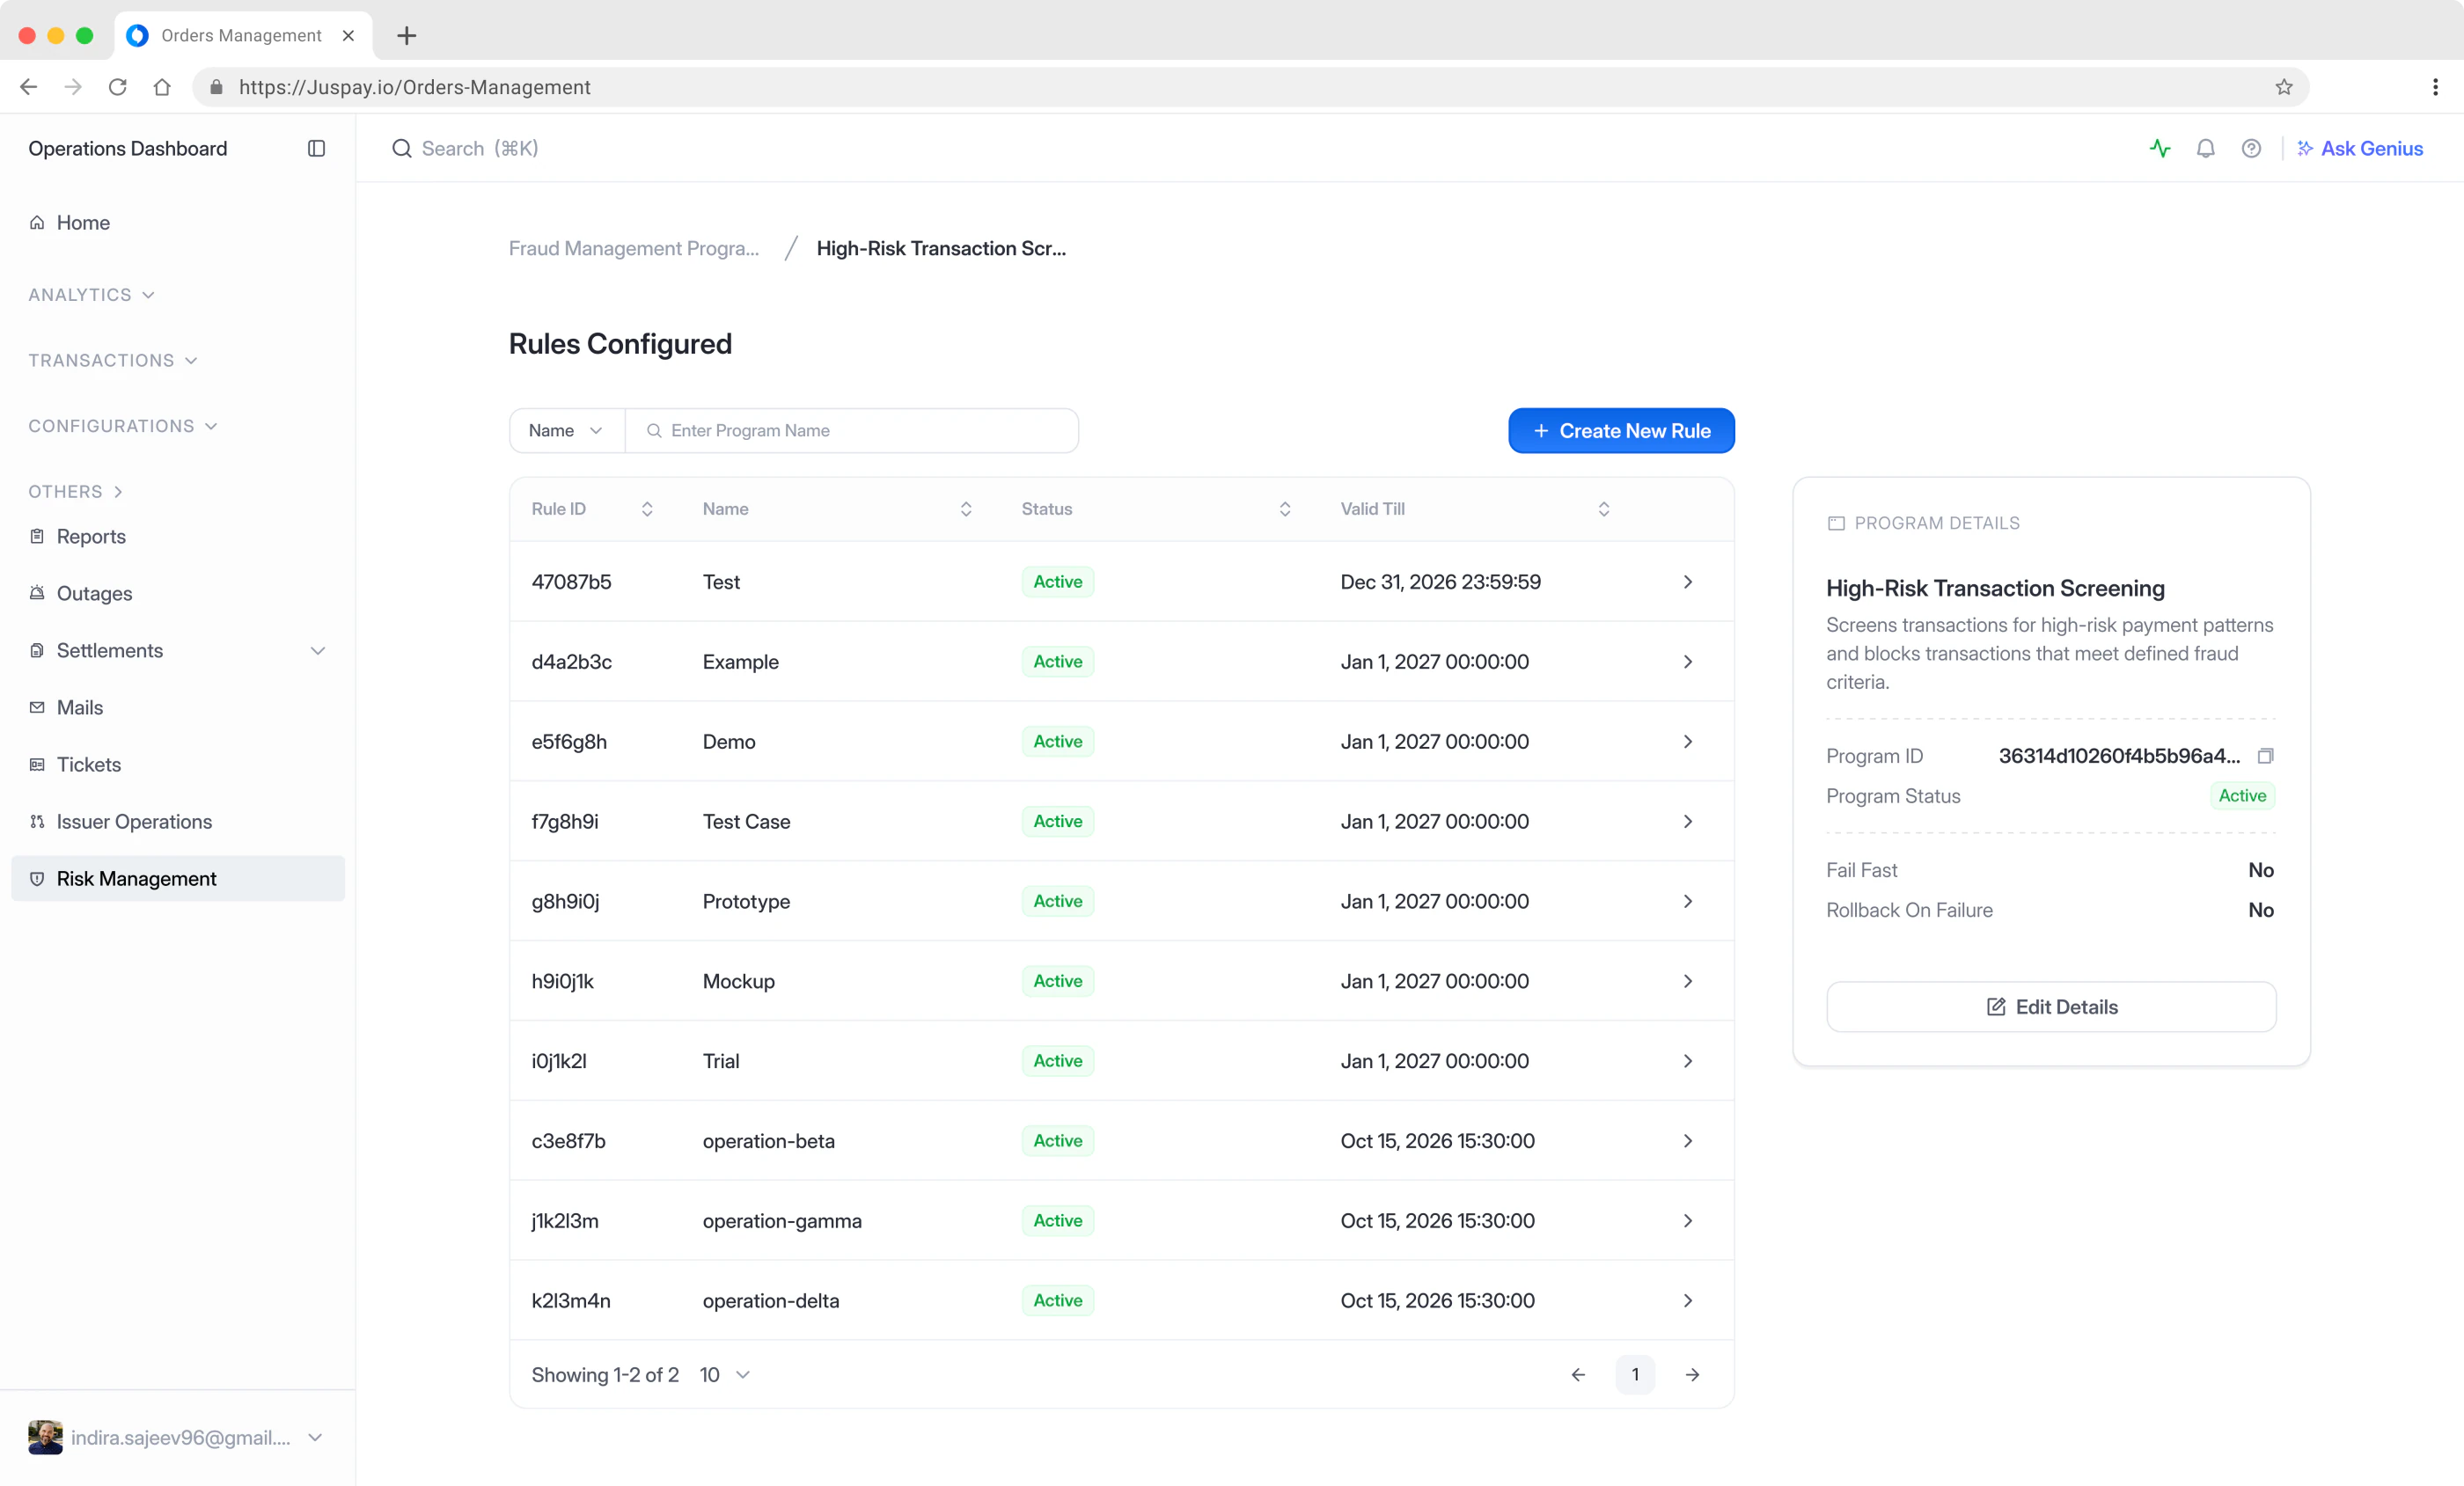 Orders Management
https://Juspay.io/Orders-Management
Operations Dashboard
Search (⌘K)
Ask Genius
Home
ANALYTICS
TRANSACTIONS
CONFIGURATIONS
OTHERS
Reports
Outages
Settlements
Mails
Tickets
Issuer Operations
Risk Management
indira.sajeev96@gmail....
Fraud Management Progra... / High-Risk Transaction Scr...
Rules Configured
Name Enter Program Name
+ Create New Rule
Rule ID Name Status Valid Till
47087b5 Test Active Dec 31, 2026 23:59:59
d4a2b3c Example Active Jan 1, 2027 00:00:00
e5f6g8h Demo Active Jan 1, 2027 00:00:00
f7g8h9i Test Case Active Jan 1, 2027 00:00:00
g8h9i0j Prototype Active Jan 1, 2027 00:00:00
h9i0j1k Mockup Active Jan 1, 2027 00:00:00
i0j1k2l Trial Active Jan 1, 2027 00:00:00
c3e8f7b operation-beta Active Oct 15, 2026 15:30:00
j1k2l3m operation-gamma Active Oct 15, 2026 15:30:00
k2l3m4n operation-delta Active Oct 15, 2026 15:30:00
Showing 1-2 of 2 10
1
PROGRAM DETAILS
High-Risk Transaction Screening
Screens transactions for high-risk payment patterns
and blocks transactions that meet defined fraud
criteria.
Program ID 36314d10260f4b5b96a4...
Program Status Active
Fail Fast No
Rollback On Failure No
Edit Details